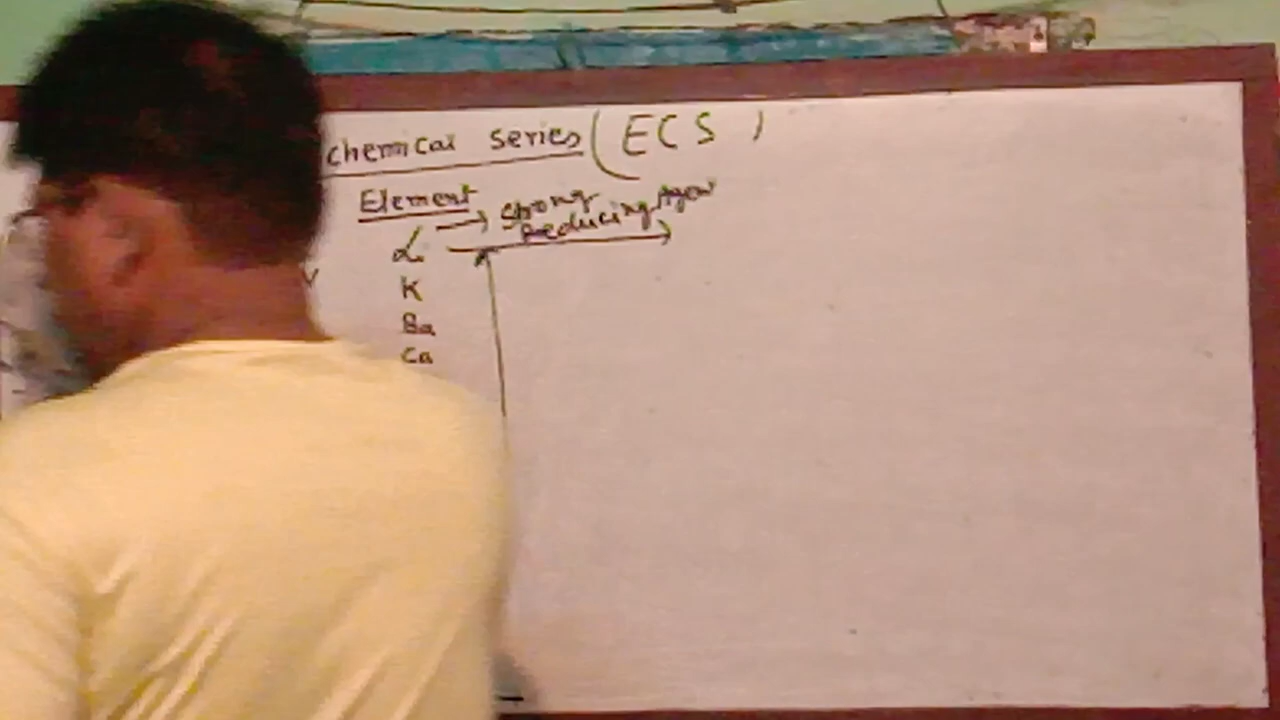 chemical series (ECS)
Element
→ Strong
Reducing Agent
Li →
K
Ba
Ca